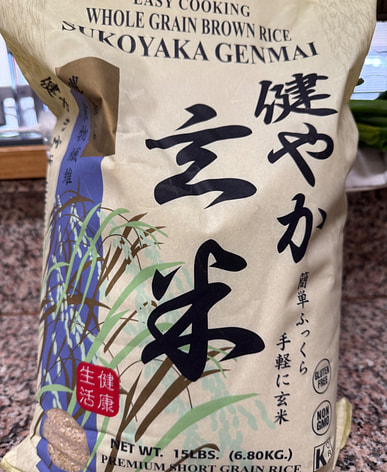 EASY COOKING
WHOLE GRAIN BROWN RICE
SUKOYAKA GENMAI
健やか
玄米
簡単ふっくら
手軽に玄米
健康
生活
GLUTEN
FREE
NON
GMO
K
NET WT. 15LBS. (6.80KG.)
PREMIUM SHORT GRAIN RICE